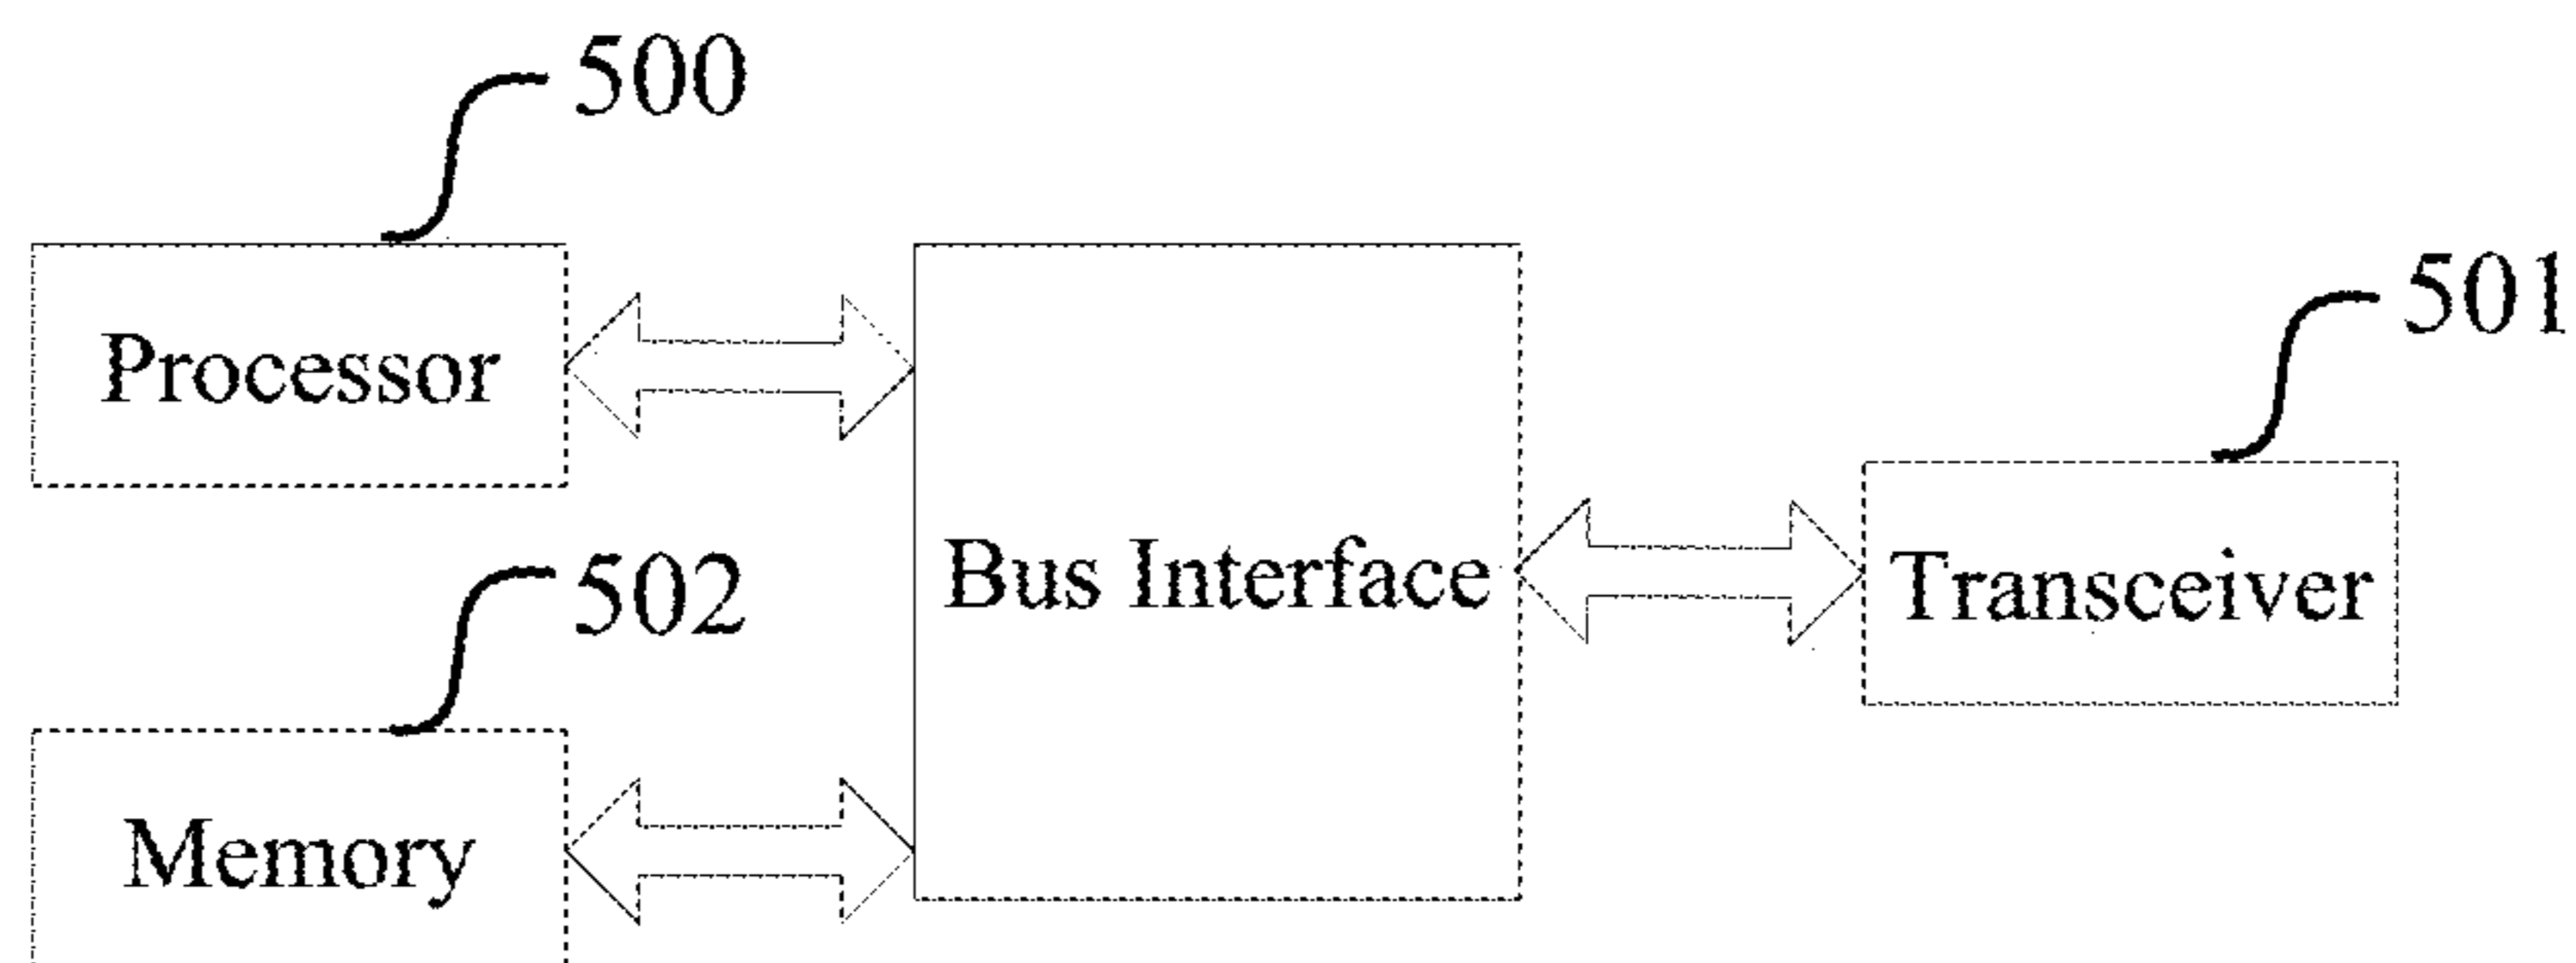 500
Processor
501
Bus Interface
Transceiver
502
Memory